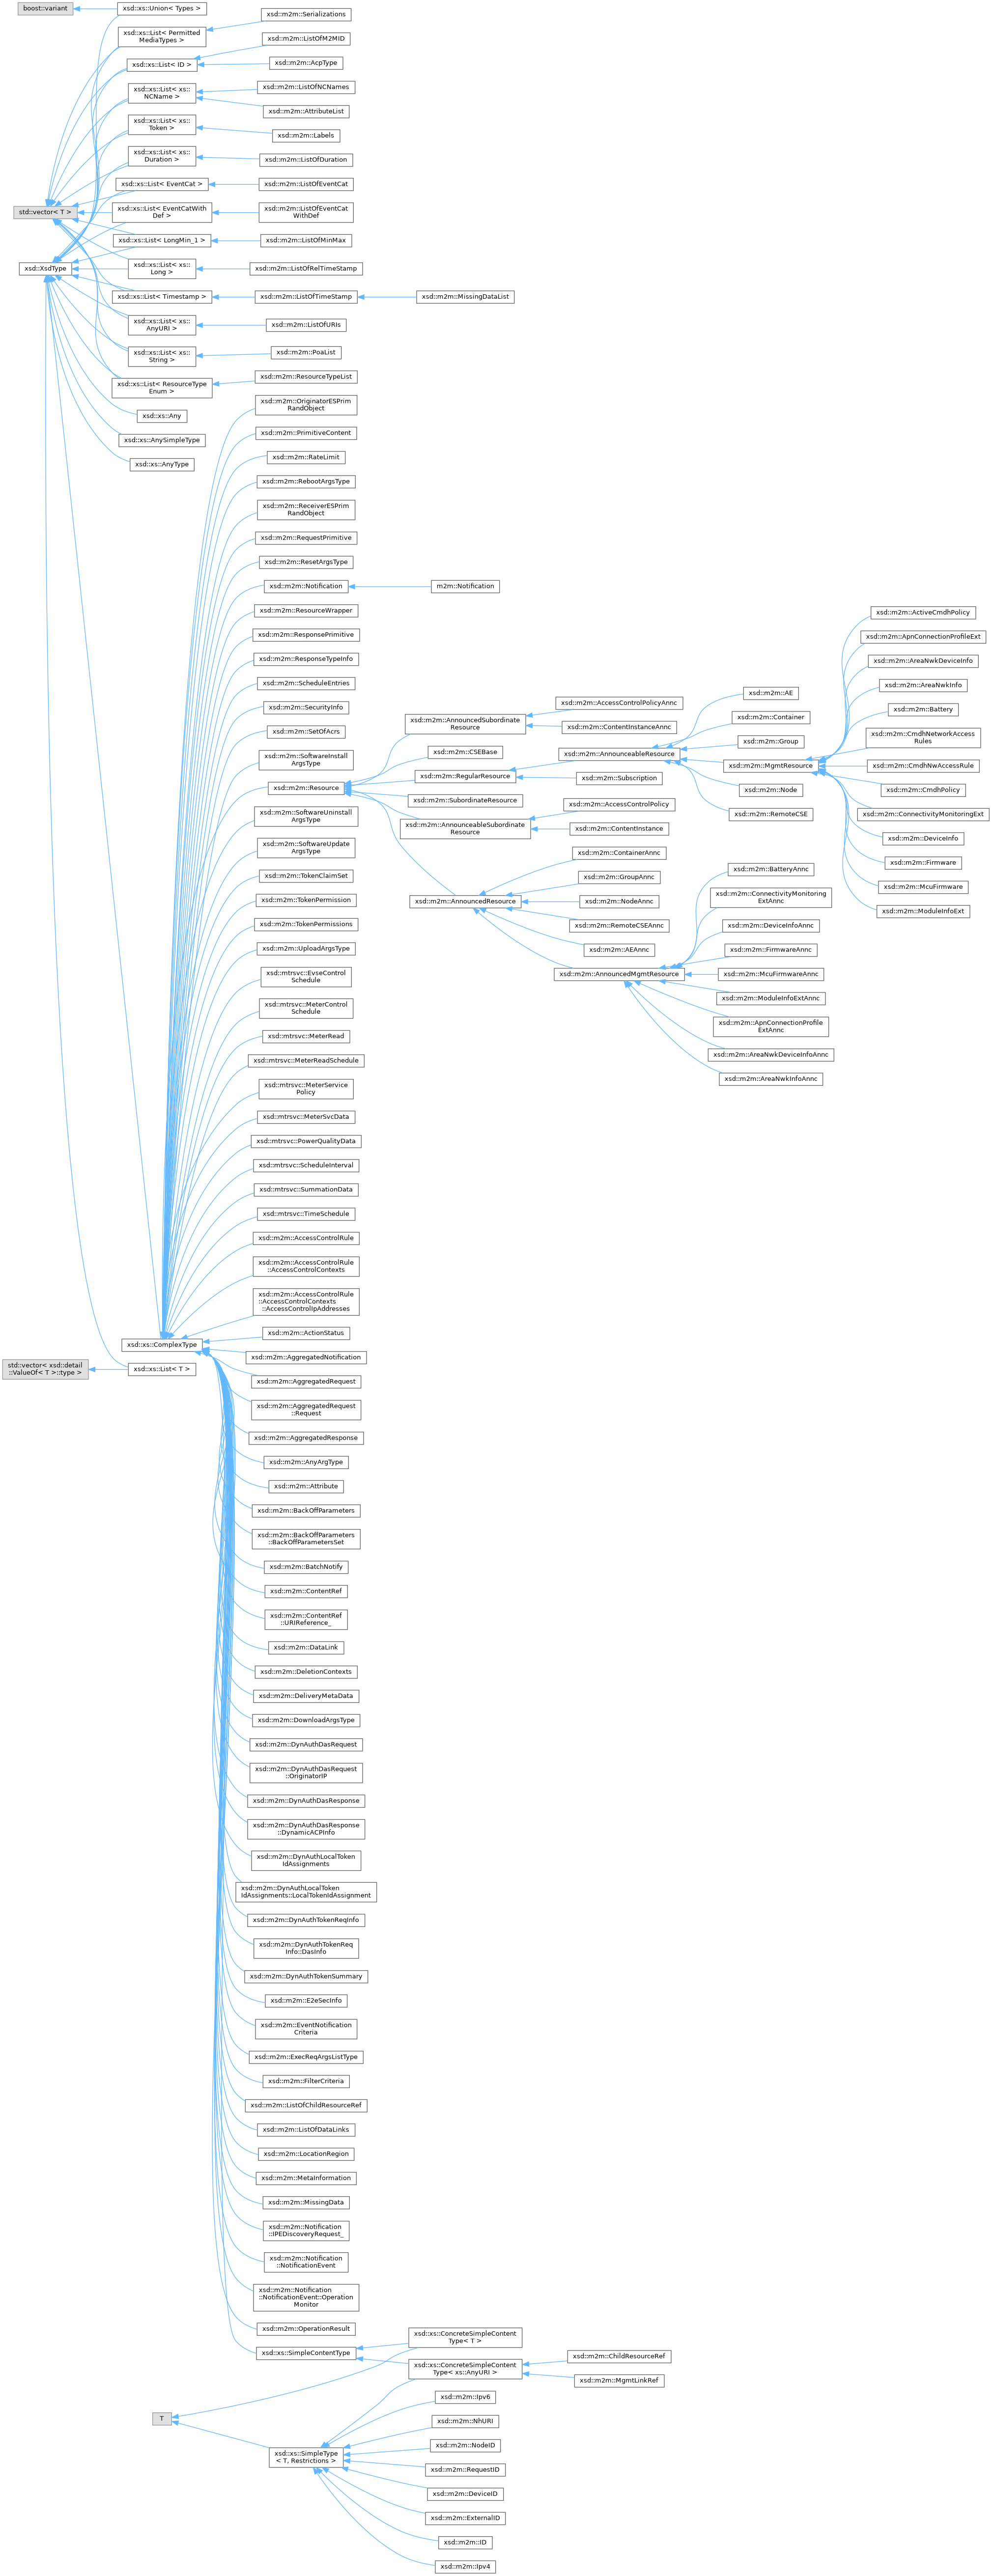 boost::variant
xsd::xs::Union< Types >
xsd::xs::List< Permitted
MediaTypes >
xsd::m2m::Serializations
xsd::xs::List< ID >
xsd::m2m::ListOfM2MID
xsd::m2m::AcpType
xsd::xs::List< xs::
NCName >
xsd::m2m::ListOfNCNames
xsd::m2m::AttributeList
xsd::xs::List< xs::
Token >
xsd::m2m::Labels
xsd::xs::List< xs::
Duration >
xsd::m2m::ListOfDuration
xsd::xs::List< EventCat >
xsd::m2m::ListOfEventCat
std::vector< T >
xsd::xs::List< EventCatWith
Def >
xsd::m2m::ListOfEventCat
WithDef
xsd::xs::List< LongMin_1 >
xsd::m2m::ListOfMinMax
xsd::XsdType
xsd::xs::List< xs::
Long >
xsd::m2m::ListOfRelTimeStamp
xsd::xs::List< Timestamp >
xsd::m2m::ListOfTimeStamp
xsd::m2m::MissingDataList
xsd::xs::List< xs::
AnyURI >
xsd::m2m::ListOfURIs
xsd::xs::List< xs::
String >
xsd::m2m::PoaList
xsd::xs::List< ResourceType
Enum >
xsd::m2m::ResourceTypeList
xsd::xs::Any
xsd::xs::AnySimpleType
xsd::xs::AnyType
xsd::m2m::OriginatorESPrim
RandObject
xsd::m2m::PrimitiveContent
xsd::m2m::RateLimit
xsd::m2m::RebootArgsType
xsd::m2m::ReceiverESPrim
RandObject
xsd::m2m::RequestPrimitive
xsd::m2m::ResetArgsType
xsd::m2m::Notification
m2m::Notification
xsd::m2m::ResourceWrapper
xsd::m2m::ResponsePrimitive
xsd::m2m::ResponseTypeInfo
xsd::m2m::ScheduleEntries
xsd::m2m::SecurityInfo
xsd::m2m::SetOfAcrs
xsd::m2m::SoftwareInstall
ArgsType
xsd::m2m::Resource
xsd::m2m::SoftwareUninstall
ArgsType
xsd::m2m::SoftwareUpdate
ArgsType
xsd::m2m::TokenClaimSet
xsd::m2m::TokenPermission
xsd::m2m::TokenPermissions
xsd::m2m::UploadArgsType
xsd::mtrsvc::EvseControl
Schedule
xsd::mtrsvc::MeterControl
Schedule
xsd::mtrsvc::MeterRead
xsd::mtrsvc::MeterReadSchedule
xsd::mtrsvc::MeterService
Policy
xsd::mtrsvc::MeterSvcData
xsd::mtrsvc::PowerQualityData
xsd::mtrsvc::ScheduleInterval
xsd::mtrsvc::SummationData
xsd::mtrsvc::TimeSchedule
xsd::m2m::AnnouncedSubordinate
Resource
xsd::m2m::CSEBase
xsd::m2m::RegularResource
xsd::m2m::SubordinateResource
xsd::m2m::AnnounceableSubordinate
Resource
xsd::m2m::AnnouncedResource
xsd::m2m::AccessControlPolicyAnnc
xsd::m2m::ContentInstanceAnnc
xsd::m2m::AnnounceableResource
xsd::m2m::Subscription
xsd::m2m::AccessControlPolicy
xsd::m2m::ContentInstance
xsd::m2m::ContainerAnnc
xsd::m2m::GroupAnnc
xsd::m2m::NodeAnnc
xsd::m2m::RemoteCSEAnnc
xsd::m2m::AEAnnc
xsd::m2m::AnnouncedMgmtResource
xsd::m2m::AE
xsd::m2m::Container
xsd::m2m::Group
xsd::m2m::MgmtResource
xsd::m2m::Node
xsd::m2m::RemoteCSE
xsd::m2m::BatteryAnnc
xsd::m2m::ConnectivityMonitoring
ExtAnnc
xsd::m2m::DeviceInfoAnnc
xsd::m2m::FirmwareAnnc
xsd::m2m::McuFirmwareAnnc
xsd::m2m::ModuleInfoExtAnnc
xsd::m2m::ApnConnectionProfile
ExtAnnc
xsd::m2m::AreaNwkDeviceInfoAnnc
xsd::m2m::AreaNwkInfoAnnc
xsd::m2m::ActiveCmdhPolicy
xsd::m2m::ApnConnectionProfileExt
xsd::m2m::AreaNwkDeviceInfo
xsd::m2m::AreaNwkInfo
xsd::m2m::Battery
xsd::m2m::CmdhNetworkAccess
Rules
xsd::m2m::CmdhNwAccessRule
xsd::m2m::CmdhPolicy
xsd::m2m::ConnectivityMonitoringExt
xsd::m2m::DeviceInfo
xsd::m2m::Firmware
xsd::m2m::McuFirmware
xsd::m2m::ModuleInfoExt
xsd::m2m::AccessControlRule
xsd::m2m::AccessControlRule
::AccessControlContexts
xsd::m2m::AccessControlRule
::AccessControlContexts
::AccessControlIpAddresses
xsd::m2m::ActionStatus
xsd::xs::ComplexType
xsd::m2m::AggregatedNotification
std::vector< xsd::detail
::ValueOf< T >::type >
xsd::xs::List< T >
xsd::m2m::AggregatedRequest
xsd::m2m::AggregatedRequest
::Request
xsd::m2m::AggregatedResponse
xsd::m2m::AnyArgType
xsd::m2m::Attribute
xsd::m2m::BackOffParameters
xsd::m2m::BackOffParameters
::BackOffParametersSet
xsd::m2m::BatchNotify
xsd::m2m::ContentRef
xsd::m2m::ContentRef
::URIReference_
xsd::m2m::DataLink
xsd::m2m::DeletionContexts
xsd::m2m::DeliveryMetaData
xsd::m2m::DownloadArgsType
xsd::m2m::DynAuthDasRequest
xsd::m2m::DynAuthDasRequest
::OriginatorIP
xsd::m2m::DynAuthDasResponse
xsd::m2m::DynAuthDasResponse
::DynamicACPInfo
xsd::m2m::DynAuthLocalToken
IdAssignments
xsd::m2m::DynAuthLocalToken
IdAssignments::LocalTokenIdAssignment
xsd::m2m::DynAuthTokenReqInfo
xsd::m2m::DynAuthTokenReq
Info::DasInfo
xsd::m2m::DynAuthTokenSummary
xsd::m2m::E2eSecInfo
xsd::m2m::EventNotification
Criteria
xsd::m2m::ExecReqArgsListType
xsd::m2m::FilterCriteria
xsd::m2m::ListOfChildResourceRef
xsd::m2m::ListOfDataLinks
xsd::m2m::LocationRegion
xsd::m2m::MetaInformation
xsd::m2m::MissingData
xsd::m2m::Notification
::IPEDiscoveryRequest_
xsd::m2m::Notification
::NotificationEvent
xsd::m2m::Notification
::NotificationEvent::Operation
Monitor
xsd::m2m::OperationResult
xsd::xs::SimpleContentType
xsd::xs::ConcreteSimpleContent
Type< T >
xsd::xs::ConcreteSimpleContent
Type< xs::AnyURI >
xsd::m2m::ChildResourceRef
xsd::m2m::MgmtLinkRef
T
xsd::xs::SimpleType
< T, Restrictions >
xsd::m2m::Ipv6
xsd::m2m::NhURI
xsd::m2m::NodeID
xsd::m2m::RequestID
xsd::m2m::DeviceID
xsd::m2m::ExternalID
xsd::m2m::ID
xsd::m2m::Ipv4